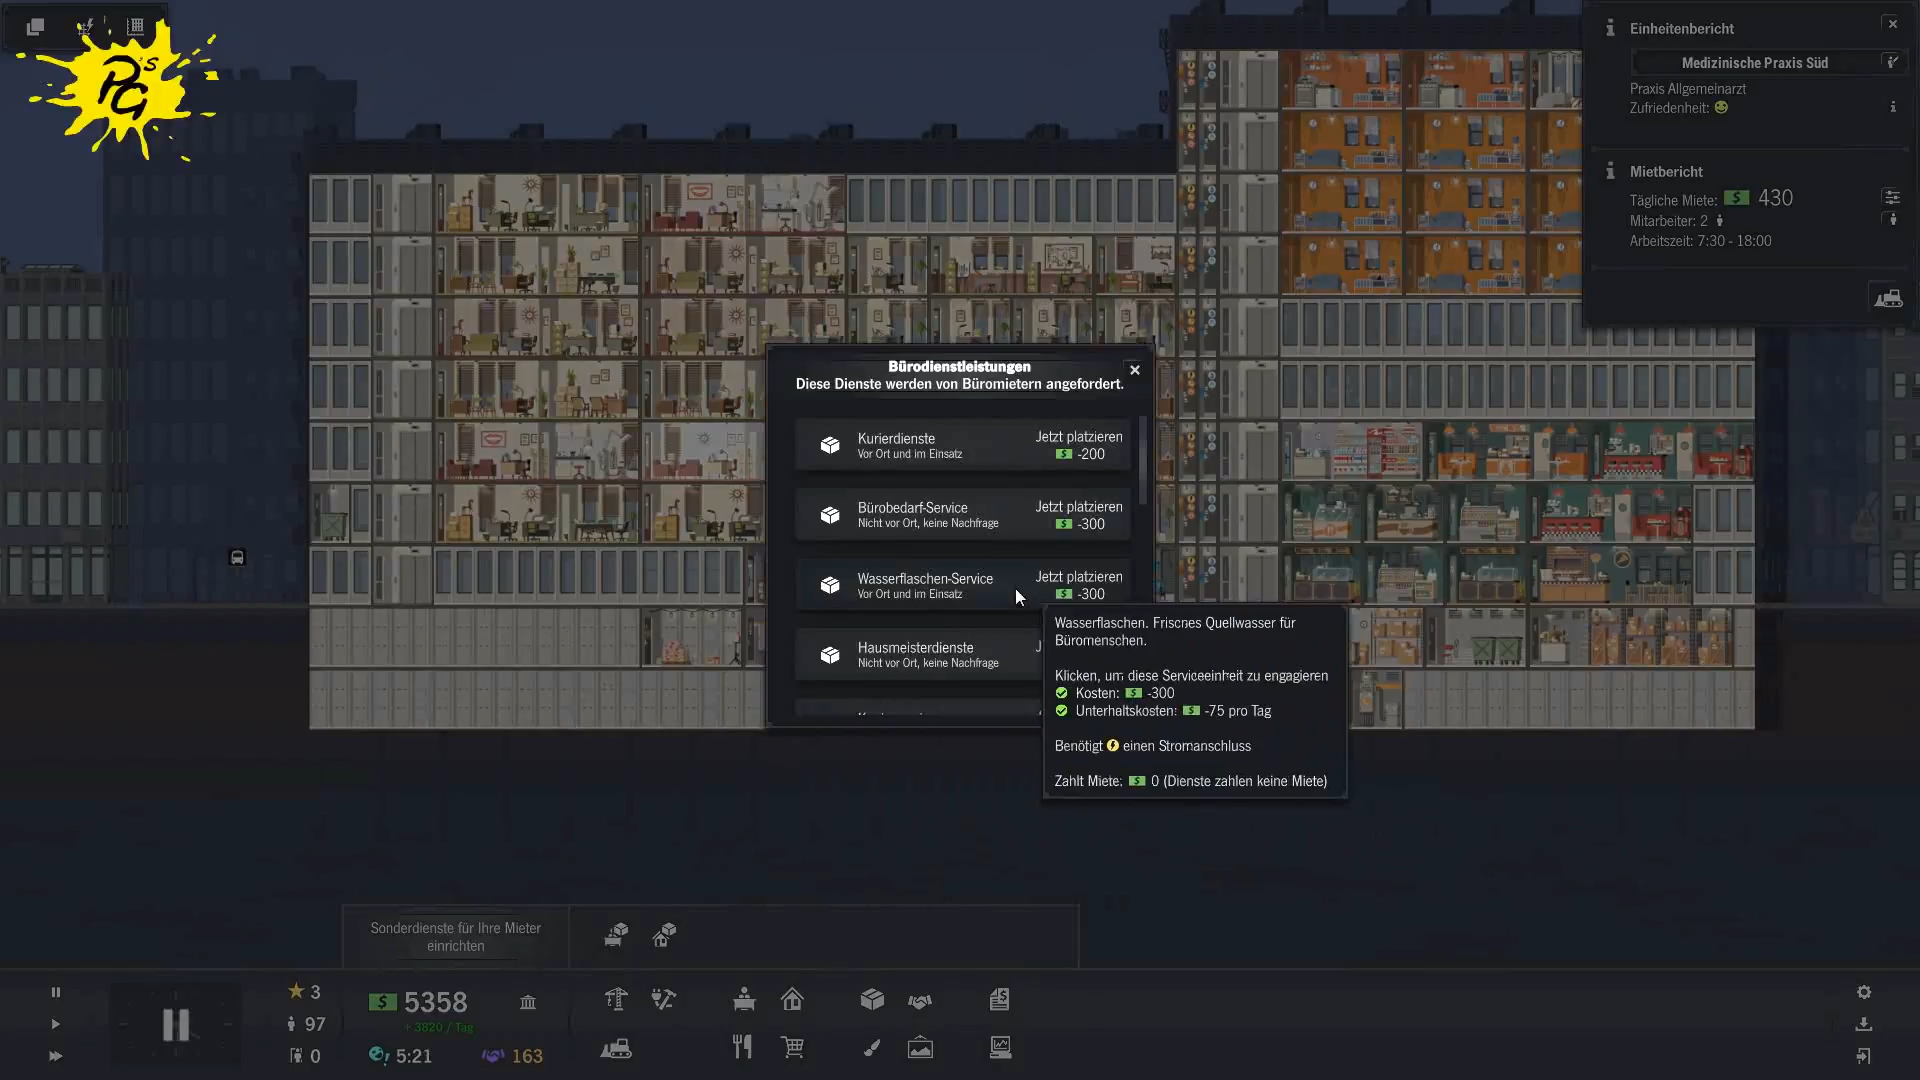 P's
G
Einheitenbericht
Medizinische Praxis Süd
Praxis Allgemeinarzt
Zufriedenheit:
Mietbericht
Tägliche Miete: $ 430
Mitarbeiter: 2
Arbeitszeit: 7:30 - 18:00
Bürodienstleistungen
Diese Dienste werden von Büromietern angefordert.
Kurierdienste
Vor Ort und im Einsatz
Jetzt platzieren
$ -200
Bürobedarf-Service
Nicht vor Ort, keine Nachfrage
Jetzt platzieren
$ -300
Wasserflaschen-Service
Vor Ort und im Einsatz
Jetzt platzieren
$ -300
Hausmeisterdienste
Nicht vor Ort, keine Nachfrage
J
Wasserflaschen. Frisches Quellwasser für
Büromenschen.
Klicken, um diese Serviceeinheit zu engagieren
Kosten: $ -300
Unterhaltskosten: $ -75 pro Tag
Benötigt einen Stromanschluss
Zahlt Miete: $ 0 (Dienste zahlen keine Miete)
Sonderdienste für Ihre Mieter
einrichten
3
97
0
$ 5358
+ 3820 / Tag
5:21
163